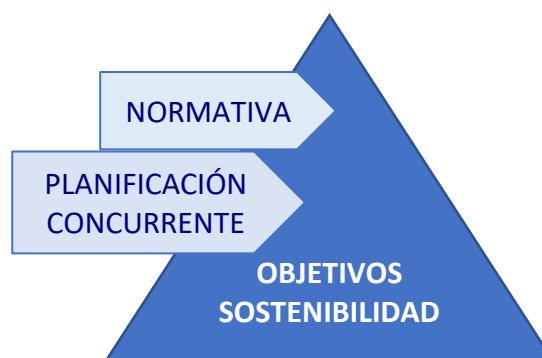 NORMATIVA
PLANIFICACIÓN
CONCURRENTE
OBJETIVOS
SOSTENIBILIDAD